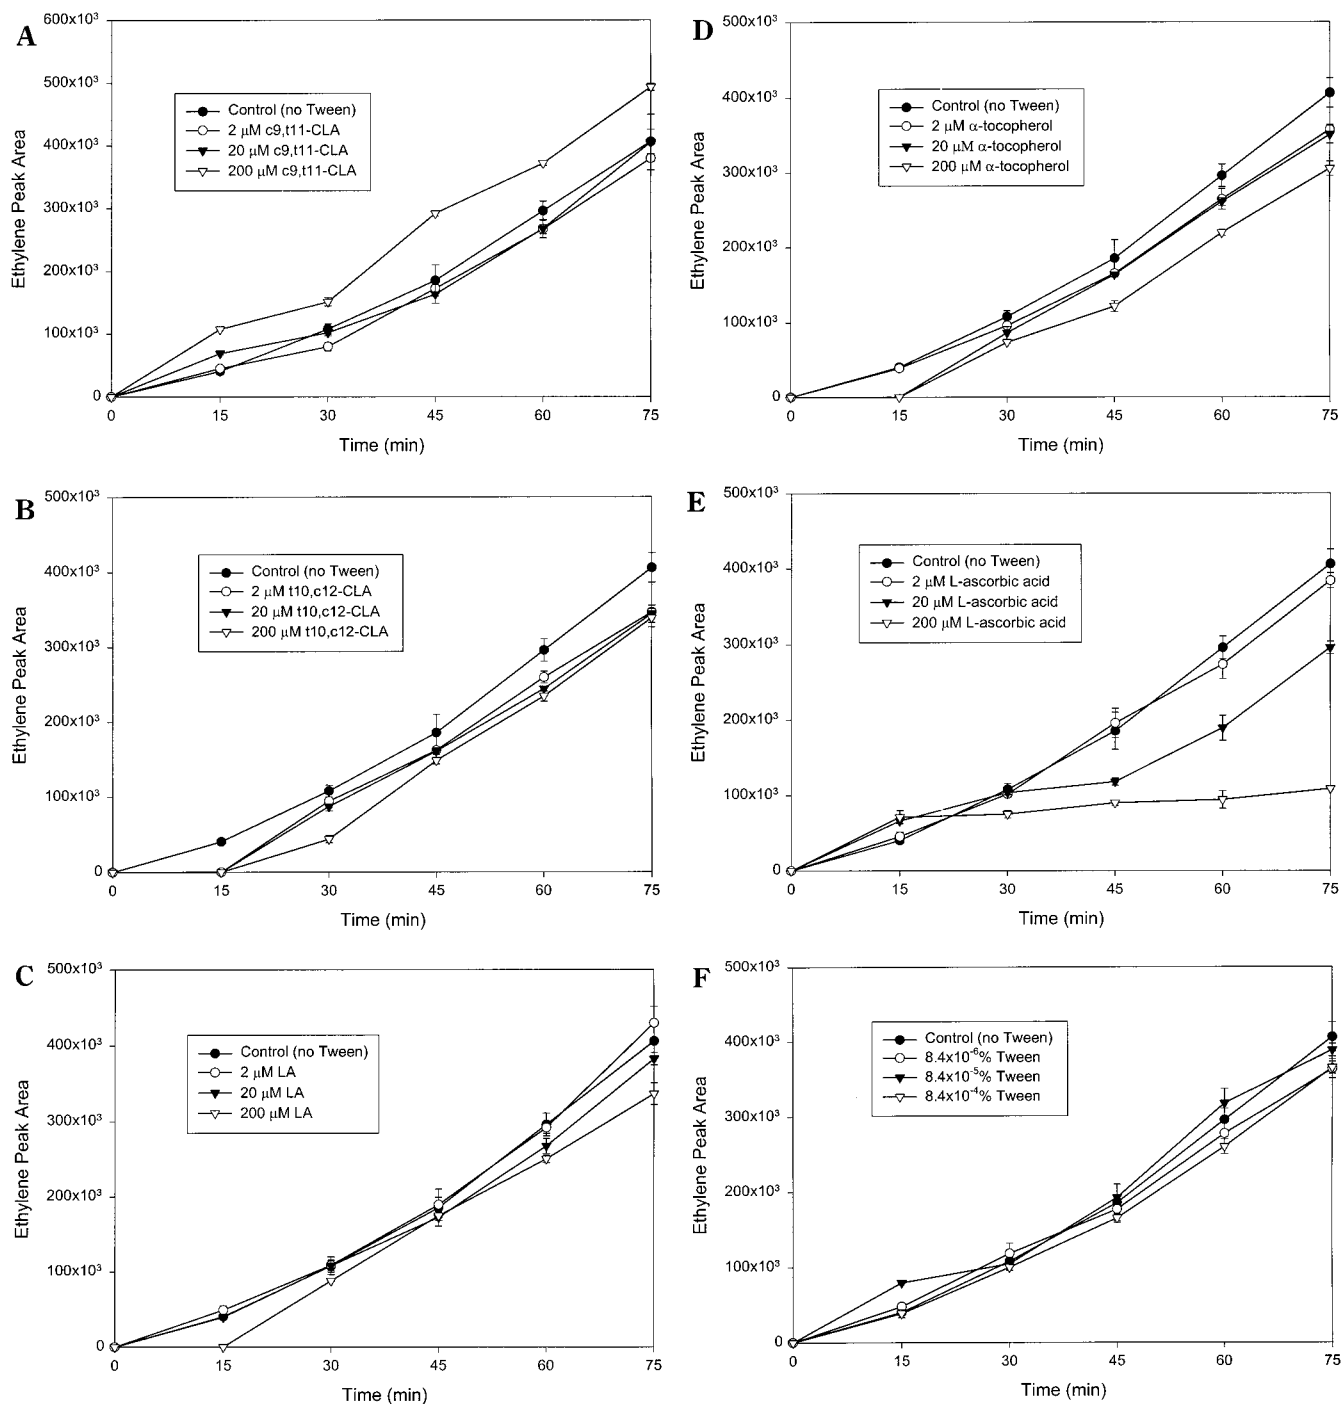 A
600x10³
500x10³
400x10³
300x10³
200x10³
100x10³
0
Ethylene Peak Area
Control (no Tween)
2 μM c9,t11-CLA
20 μM c9,t11-CLA
200 μM c9,t11-CLA
0 15 30 45 60 75
Time (min)
B
500x10³
400x10³
300x10³
200x10³
100x10³
0
Ethylene Peak Area
Control (no Tween)
2 μM t10,c12-CLA
20 μM t10,c12-CLA
200 μM t10,c12-CLA
0 15 30 45 60 75
Time (min)
C
500x10³
400x10³
300x10³
200x10³
100x10³
0
Ethylene Peak Area
Control (no Tween)
2 μM LA
20 μM LA
200 μM LA
0 15 30 45 60 75
Time (min)
D
500x10³
400x10³
300x10³
200x10³
100x10³
0
Ethylene Peak Area
Control (no Tween)
2 μM α-tocopherol
20 μM α-tocopherol
200 μM α-tocopherol
0 15 30 45 60 75
Time (min)
E
500x10³
400x10³
300x10³
200x10³
100x10³
0
Ethylene Peak Area
Control (no Tween)
2 μM L-ascorbic acid
20 μM L-ascorbic acid
200 μM L-ascorbic acid
0 15 30 45 60 75
Time (min)
F
500x10³
400x10³
300x10³
200x10³
100x10³
0
Ethylene Peak Area
Control (no Tween)
8.4x10⁻⁶% Tween
8.4x10⁻⁵% Tween
8.4x10⁻⁴% Tween
0 15 30 45 60 75
Time (min)